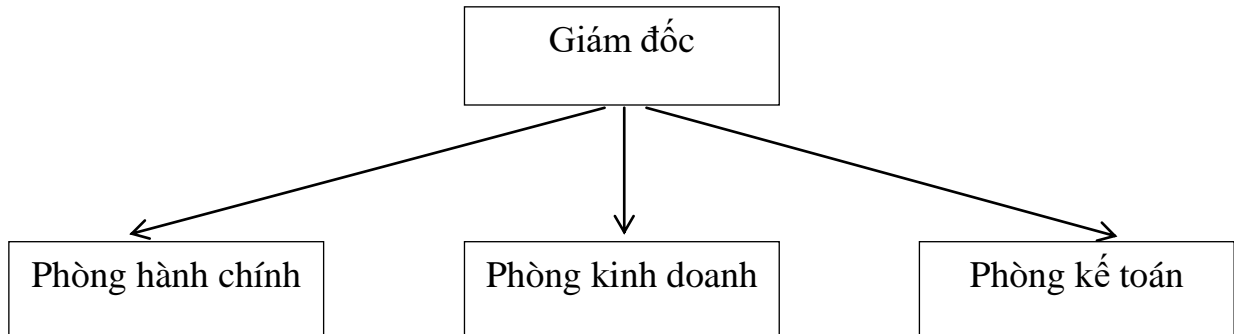 Giám đốc
Phòng hành chính
Phòng kinh doanh
Phòng kế toán